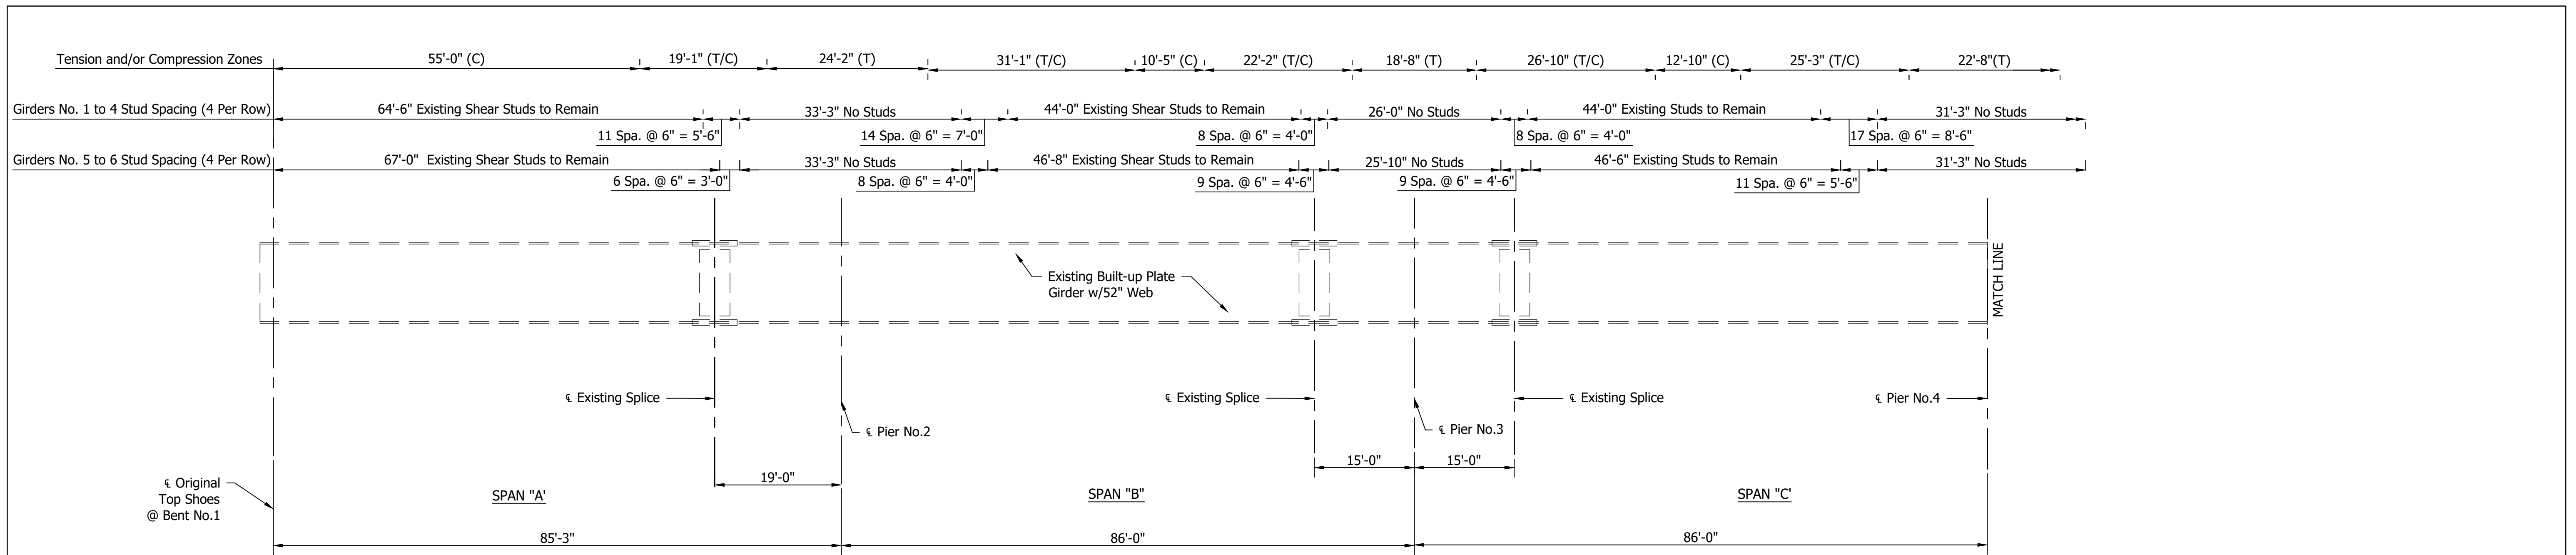 Tension and/or Compression Zones
55'-0" (C)
19'-1" (T/C)
24'-2" (T)
31'-1" (T/C)
10'-5" (C)
22'-2" (T/C)
18'-8" (T)
26'-10" (T/C)
12'-10" (C)
25'-3" (T/C)
22'-8"(T)
Girders No. 1 to 4 Stud Spacing (4 Per Row)
64'-6" Existing Shear Studs to Remain
33'-3" No Studs
44'-0" Existing Shear Studs to Remain
26'-0" No Studs
44'-0" Existing Studs to Remain
31'-3" No Studs
11 Spa. @ 6" = 5'-6"
14 Spa. @ 6" = 7'-0"
8 Spa. @ 6" = 4'-0"
8 Spa. @ 6" = 4'-0"
17 Spa. @ 6" = 8'-6"
Girders No. 5 to 6 Stud Spacing (4 Per Row)
67'-0" Existing Shear Studs to Remain
33'-3" No Studs
46'-8" Existing Shear Studs to Remain
25'-10" No Studs
46'-6" Existing Studs to Remain
31'-3" No Studs
6 Spa. @ 6" = 3'-0"
8 Spa. @ 6" = 4'-0"
9 Spa. @ 6" = 4'-6"
9 Spa. @ 6" = 4'-6"
11 Spa. @ 6" = 5'-6"
Existing Built-up Plate
Girder w/52" Web
MATCH LINE
℄ Existing Splice
℄ Pier No.2
℄ Existing Splice
℄ Pier No.3
℄ Existing Splice
℄ Pier No.4
19'-0"
15'-0"
15'-0"
℄ Original
Top Shoes
@ Bent No.1
SPAN "A'
SPAN "B"
SPAN "C'
85'-3"
86'-0"
86'-0"